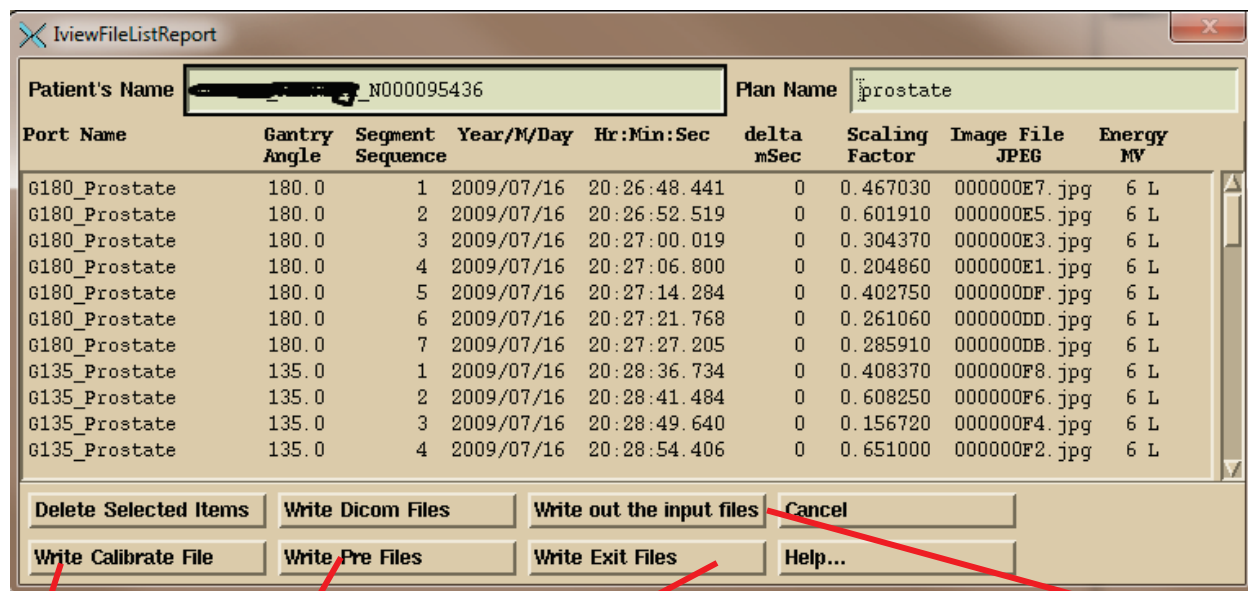 IviewFileListReport
Patient's Name _N000095436 Plan Name prostate
Port Name Gantry Angle Segment Sequence Year/M/Day Hr:Min:Sec delta mSec Scaling Factor Image File JPEG Energy MV
G180_Prostate 180.0 1 2009/07/16 20:26:48.441 0 0.467030 000000E7.jpg 6 L
G180_Prostate 180.0 2 2009/07/16 20:26:52.519 0 0.601910 000000E5.jpg 6 L
G180_Prostate 180.0 3 2009/07/16 20:27:00.019 0 0.304370 000000E3.jpg 6 L
G180_Prostate 180.0 4 2009/07/16 20:27:06.800 0 0.204860 000000E1.jpg 6 L
G180_Prostate 180.0 5 2009/07/16 20:27:14.284 0 0.402750 000000DF.jpg 6 L
G180_Prostate 180.0 6 2009/07/16 20:27:21.768 0 0.261060 000000DD.jpg 6 L
G180_Prostate 180.0 7 2009/07/16 20:27:27.205 0 0.285910 000000DB.jpg 6 L
G135_Prostate 135.0 1 2009/07/16 20:28:36.734 0 0.408370 000000F8.jpg 6 L
G135_Prostate 135.0 2 2009/07/16 20:28:41.484 0 0.608250 000000F6.jpg 6 L
G135_Prostate 135.0 3 2009/07/16 20:28:49.640 0 0.156720 000000F4.jpg 6 L
G135_Prostate 135.0 4 2009/07/16 20:28:54.406 0 0.651000 000000F2.jpg 6 L
Delete Selected Items Write Dicom Files Write out the input files Cancel
Write Calibrate File Write Pre Files Write Exit Files Help...